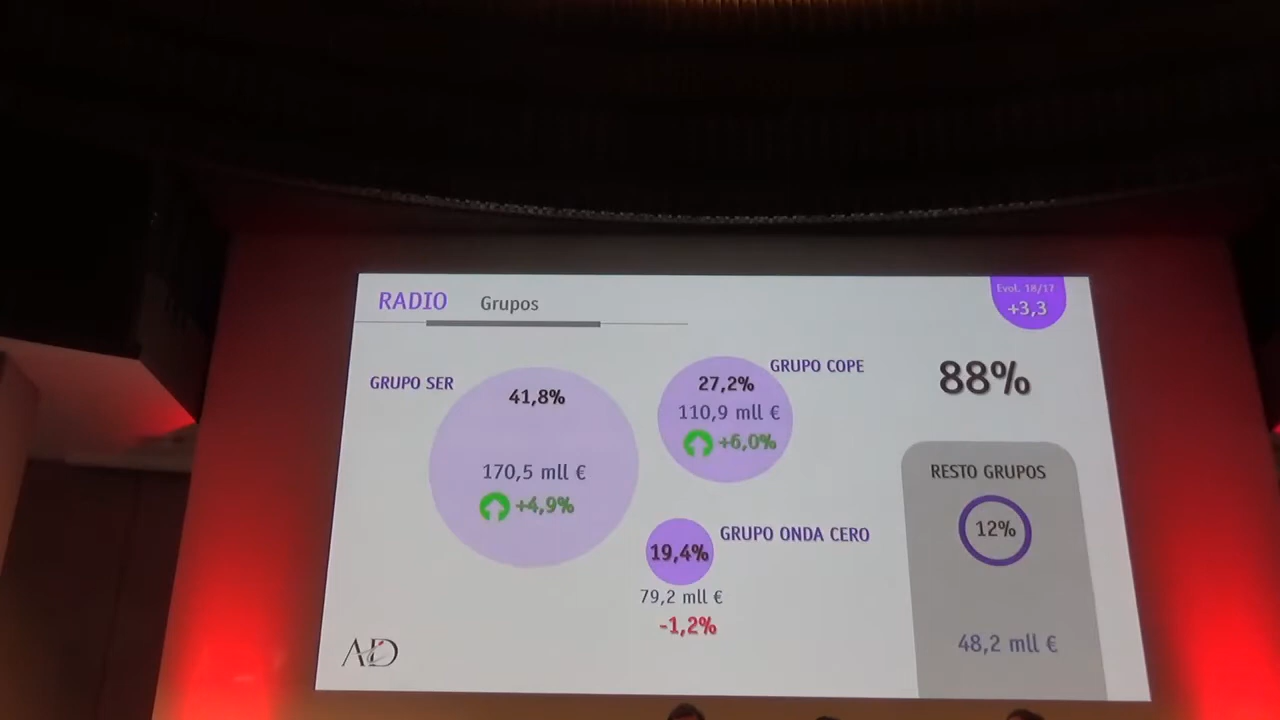 RADIO Grupos
Evol. 18/17
+3,3
GRUPO SER
41,8%
170,5 mll €
+4,9%
GRUPO COPE
27,2%
110,9 mll €
+6,0%
GRUPO ONDA CERO
19,4%
79,2 mll €
-1,2%
88%
RESTO GRUPOS
12%
48,2 mll €
AD